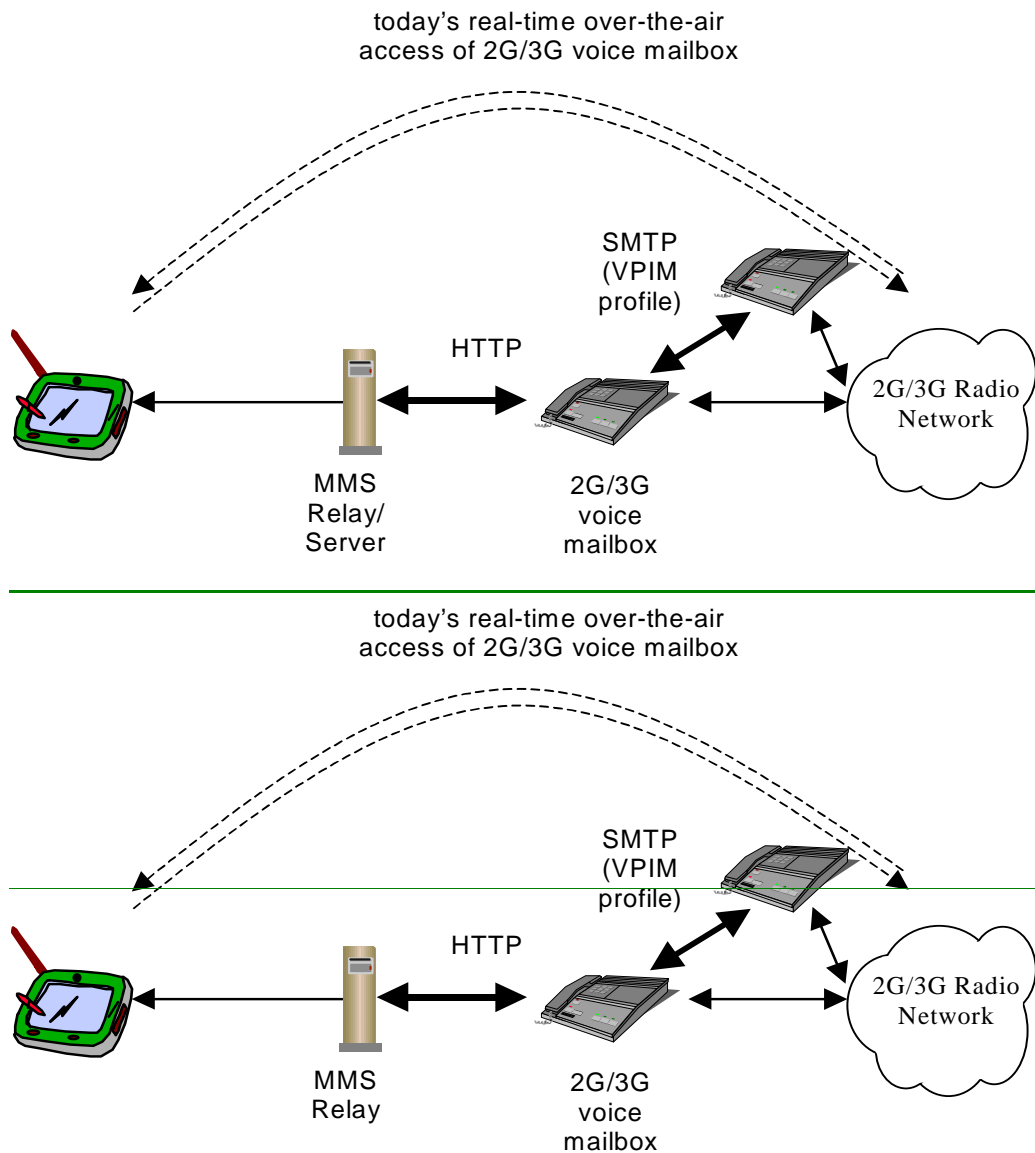 today's real-time over-the-air
access of 2G/3G voice mailbox
SMTP
(VPIM
profile)
HTTP
2G/3G Radio
Network
MMS
Relay/
Server
2G/3G
voice
mailbox
today's real-time over-the-air
access of 2G/3G voice mailbox
SMTP
(VPIM
profile)
HTTP
2G/3G Radio
Network
MMS
Relay
2G/3G
voice
mailbox